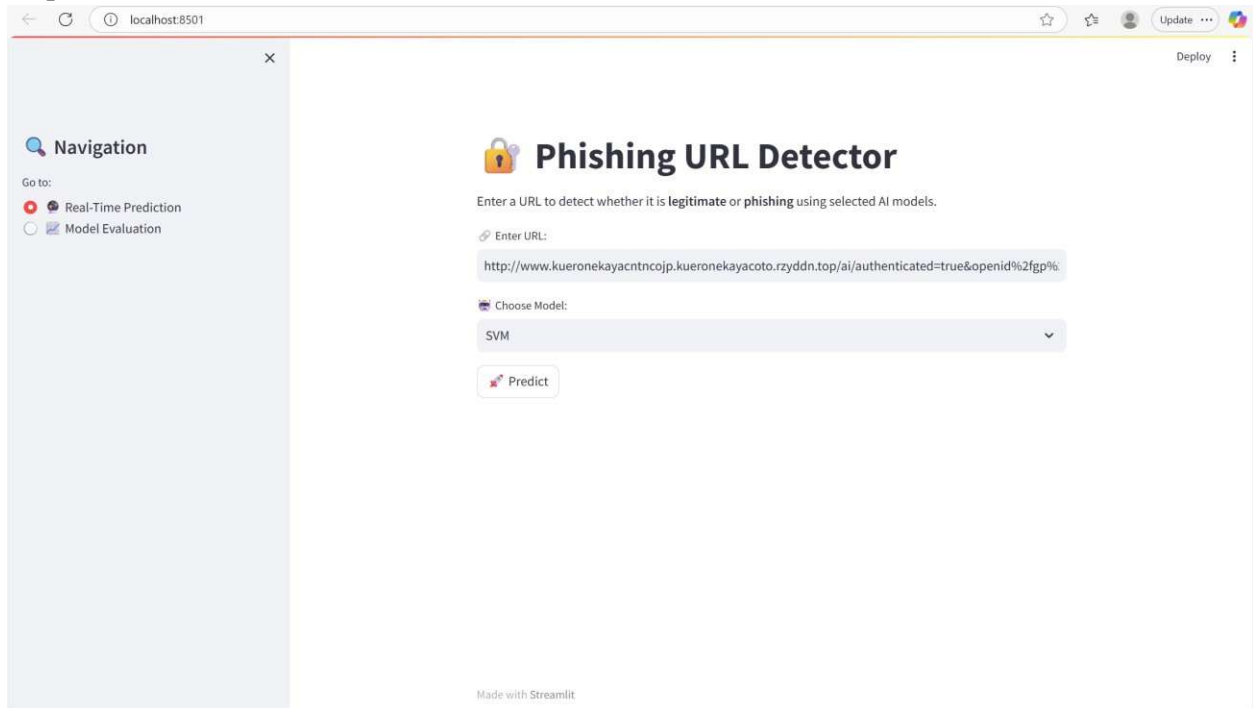 localhost:8501
Update
Deploy
Navigation
Go to:
Real-Time Prediction
Model Evaluation
Phishing URL Detector
Enter a URL to detect whether it is legitimate or phishing using selected AI models.
Enter URL:
http://www.kueronekayacntncojp.kueronekayacoto.rzyddn.top/ai/authenticated=true&openid%2fgp%
Choose Model:
SVM
Predict
Made with Streamlit